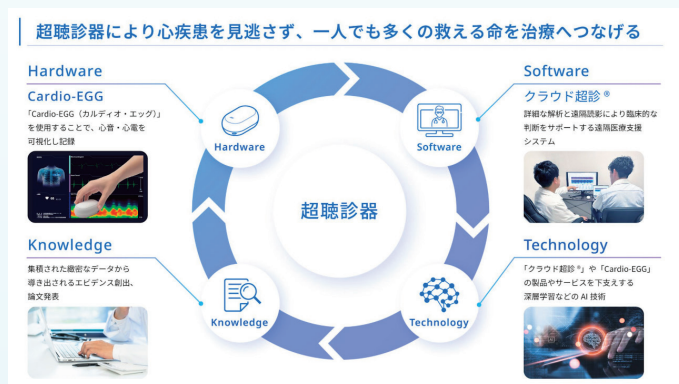 超聴診器により心疾患を見逃さず、一人でも多くの救える命を治療へつなげる
Hardware
Cardio-EGG
「Cardio-EGG（カルディオ・エッグ）」
を使用することで、心音・心電を
可視化し記録
Hardware
Software
Software
クラウド超診®
詳細な解析と遠隔読影により臨床的な
判断をサポートする遠隔医療支援
システム
超聴診器
Knowledge
集積された緻密なデータから
導き出されるエビデンス創出、
論文発表
Knowledge
Technology
Technology
「クラウド超診®」や「Cardio-EGG」
の製品やサービスを下支えする
深層学習などの AI 技術